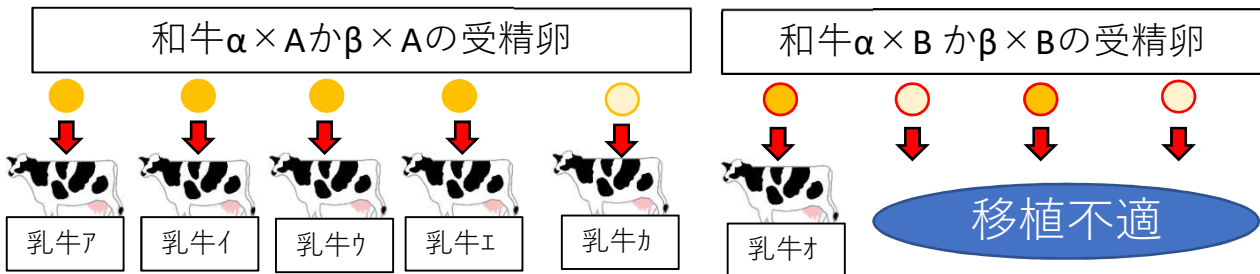 和牛α×Aかβ×Aの受精卵
和牛α×B かβ×Bの受精卵
乳牛ｱ
乳牛ｲ
乳牛ｳ
乳牛ｴ
乳牛ｶ
乳牛ｵ
移植不適